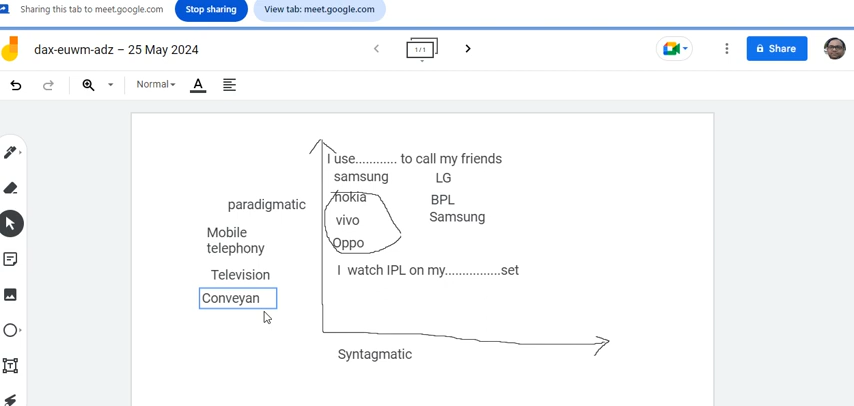 Sharing this tab to meet.google.com
Stop sharing
View tab: meet.google.com
dax-euwm-adz – 25 May 2024
1/1
Share
Normal
A
I use............ to call my friends
samsung
LG
nokia
BPL
paradigmatic
vivo
Samsung
Mobile
telephony
Oppo
Television
I watch IPL on my...............set
Conveyan
Syntagmatic